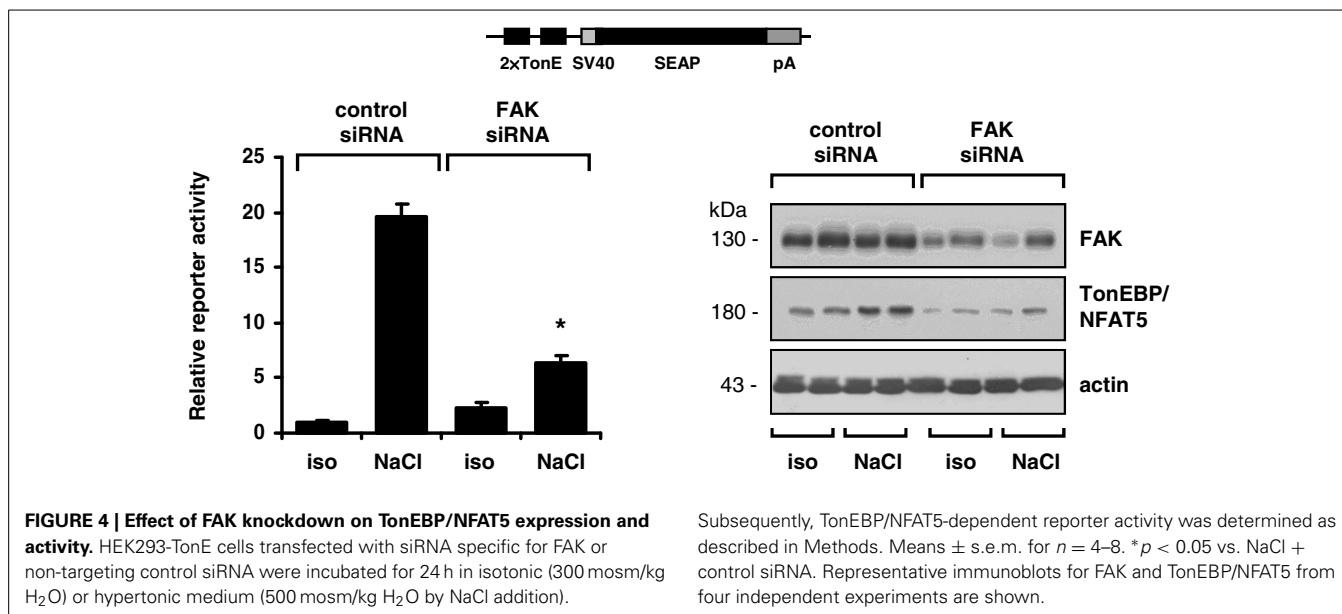 2xTonE SV40 SEAP pA
control siRNA
FAK siRNA
Relative reporter activity
25
20
15
10
5
0
*
iso NaCl iso NaCl
control siRNA
FAK siRNA
kDa
130 - FAK
180 - TonEBP/NFAT5
43 - actin
iso NaCl iso NaCl
FIGURE 4 | Effect of FAK knockdown on TonEBP/NFAT5 expression and
activity. HEK293-TonE cells transfected with siRNA specific for FAK or
non-targeting control siRNA were incubated for 24 h in isotonic (300 mosm/kg
H2O) or hypertonic medium (500 mosm/kg H2O by NaCl addition).
Subsequently, TonEBP/NFAT5-dependent reporter activity was determined as
described in Methods. Means ± s.e.m. for n = 4–8. *p < 0.05 vs. NaCl +
control siRNA. Representative immunoblots for FAK and TonEBP/NFAT5 from
four independent experiments are shown.